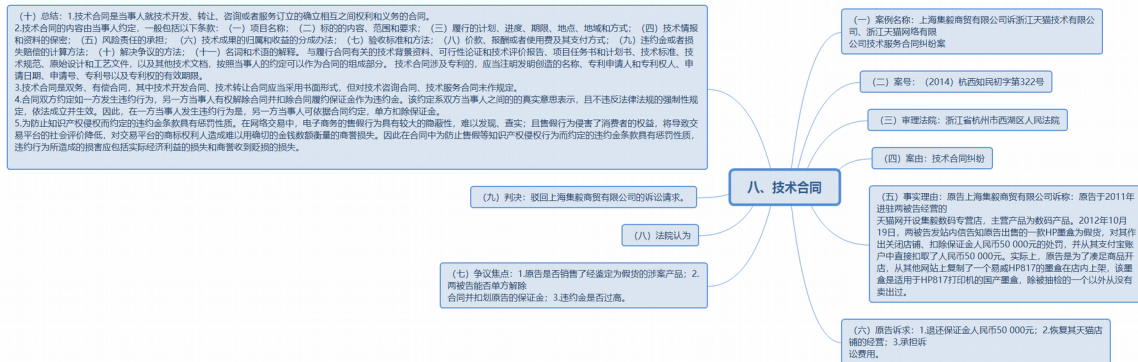 八、技术合同
（一）案例名称：上海集毅商贸有限公司诉浙江天猫技术有限公
司、浙江天猫网络有限
公司技术服务合同纠纷案
（二）案号：（2014）杭西知民初字第322号
（三）审理法院：浙江省杭州市西湖区人民法院
（四）案由：技术合同纠纷
（五）事实理由：原告上海集毅商贸有限公司诉称：原告于2011年
进驻两被告经营的
天猫网开设集毅数码专营店，主营产品为数码产品。2012年10月
19日，两被告发站内信告知原告出售的一款HP墨盒为假货，对其作
出关闭店铺、扣除保证金人民币50 000元的处罚，并从其支付宝账
户中直接扣取了人民币50 000元。实际上，原告是为了凑足商品开
店，从其他网站上复制了一个易威HP817的墨盒在店内上架，该墨
盒是适用于HP817打印机的国产墨盒，除被抽检的一个以外从没有
卖出过。
（六）原告诉求：1.退还保证金人民币50 000元；2.恢复其天猫店
铺的经营；3.承担诉
讼费用。
（七）争议焦点：1.原告是否销售了经鉴定为假货的涉案产品；2.
两被告能否单方解除
合同并扣划原告的保证金；3.违约金是否过高。
（八）法院认为
（九）判决：驳回上海集毅商贸有限公司的诉讼请求。
（十）总结：1.技术合同是当事人就技术开发、转让、咨询或者服务订立的确立相互之间权利和义务的合同。
2.技术合同的内容由当事人约定，一般包括以下条款：（一）项目名称；（二）标的的内容、范围和要求；（三）履行的计划、进度、期限、地点、地域和方式；（四）技术情报
和资料的保密；（五）风险责任的承担；（六）技术成果的归属和收益的分成办法；（七）验收标准和方法；（八）价款、报酬或者使用费及其支付方式；（九）违约金或者损
失赔偿的计算方法；（十）解决争议的方法；（十一）名词和术语的解释。 与履行合同有关的技术背景资料、可行性论证和技术评价报告、项目任务书和计划书、技术标准、技
术规范、原始设计和工艺文件，以及其他技术文档，按照当事人的约定可以作为合同的组成部分。 技术合同涉及专利的，应当注明发明创造的名称、专利申请人和专利权人、申
请日期、申请号、专利号以及专利权的有效期限。
3.技术合同是双务、有偿合同，其中技术开发合同、技术转让合同应当采用书面形式，但对技术咨询合同、技术服务合同未作规定。
4.合同双方约定如一方发生违约行为，另一方当事人有权解除合同并扣除合同履约保证金作为违约金。该约定系双方当事人之间的的真实意思表示，且不违反法律法规的强制性规
定，依法成立并生效。因此，在一方当事人发生违约行为是，另一方当事人可依据合同约定，单方扣除保证金。
5.为防止知识产权侵权而约定的违约金条款具有惩罚性质。在网络交易中，电子商务的售假行为具有较大的隐蔽性，难以发现、查实；且售假行为侵害了消费者的权益，将导致交
易平台的社会评价降低，对交易平台的商标权利人造成难以用确切的金钱数额衡量的商誉损失。因此在合同中为防止售假等知识产权侵权行为而约定的违约金条款具有惩罚性质，
违约行为所造成的损害应包括实际经济利益的损失和商誉收到贬损的损失。